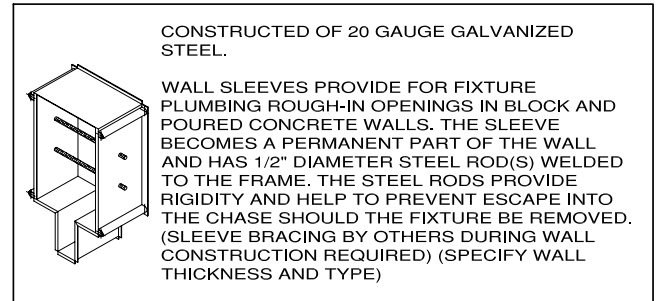 CONSTRUCTED OF 20 GAUGE GALVANIZED
STEEL.
WALL SLEEVES PROVIDE FOR FIXTURE
PLUMBING ROUGH-IN OPENINGS IN BLOCK AND
POURED CONCRETE WALLS. THE SLEEVE
BECOMES A PERMANENT PART OF THE WALL
AND HAS 1/2" DIAMETER STEEL ROD(S) WELDED
TO THE FRAME. THE STEEL RODS PROVIDE
RIGIDITY AND HELP TO PREVENT ESCAPE INTO
THE CHASE SHOULD THE FIXTURE BE REMOVED.
(SLEEVE BRACING BY OTHERS DURING WALL
CONSTRUCTION REQUIRED) (SPECIFY WALL
THICKNESS AND TYPE)